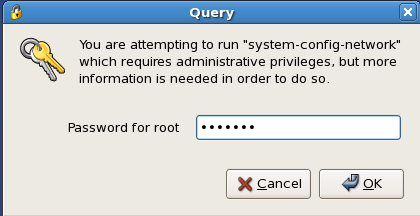 Query
You are attempting to run "system-config-network"
which requires administrative privileges, but more
information is needed in order to do so.
Password for root •••••••
Cancel OK